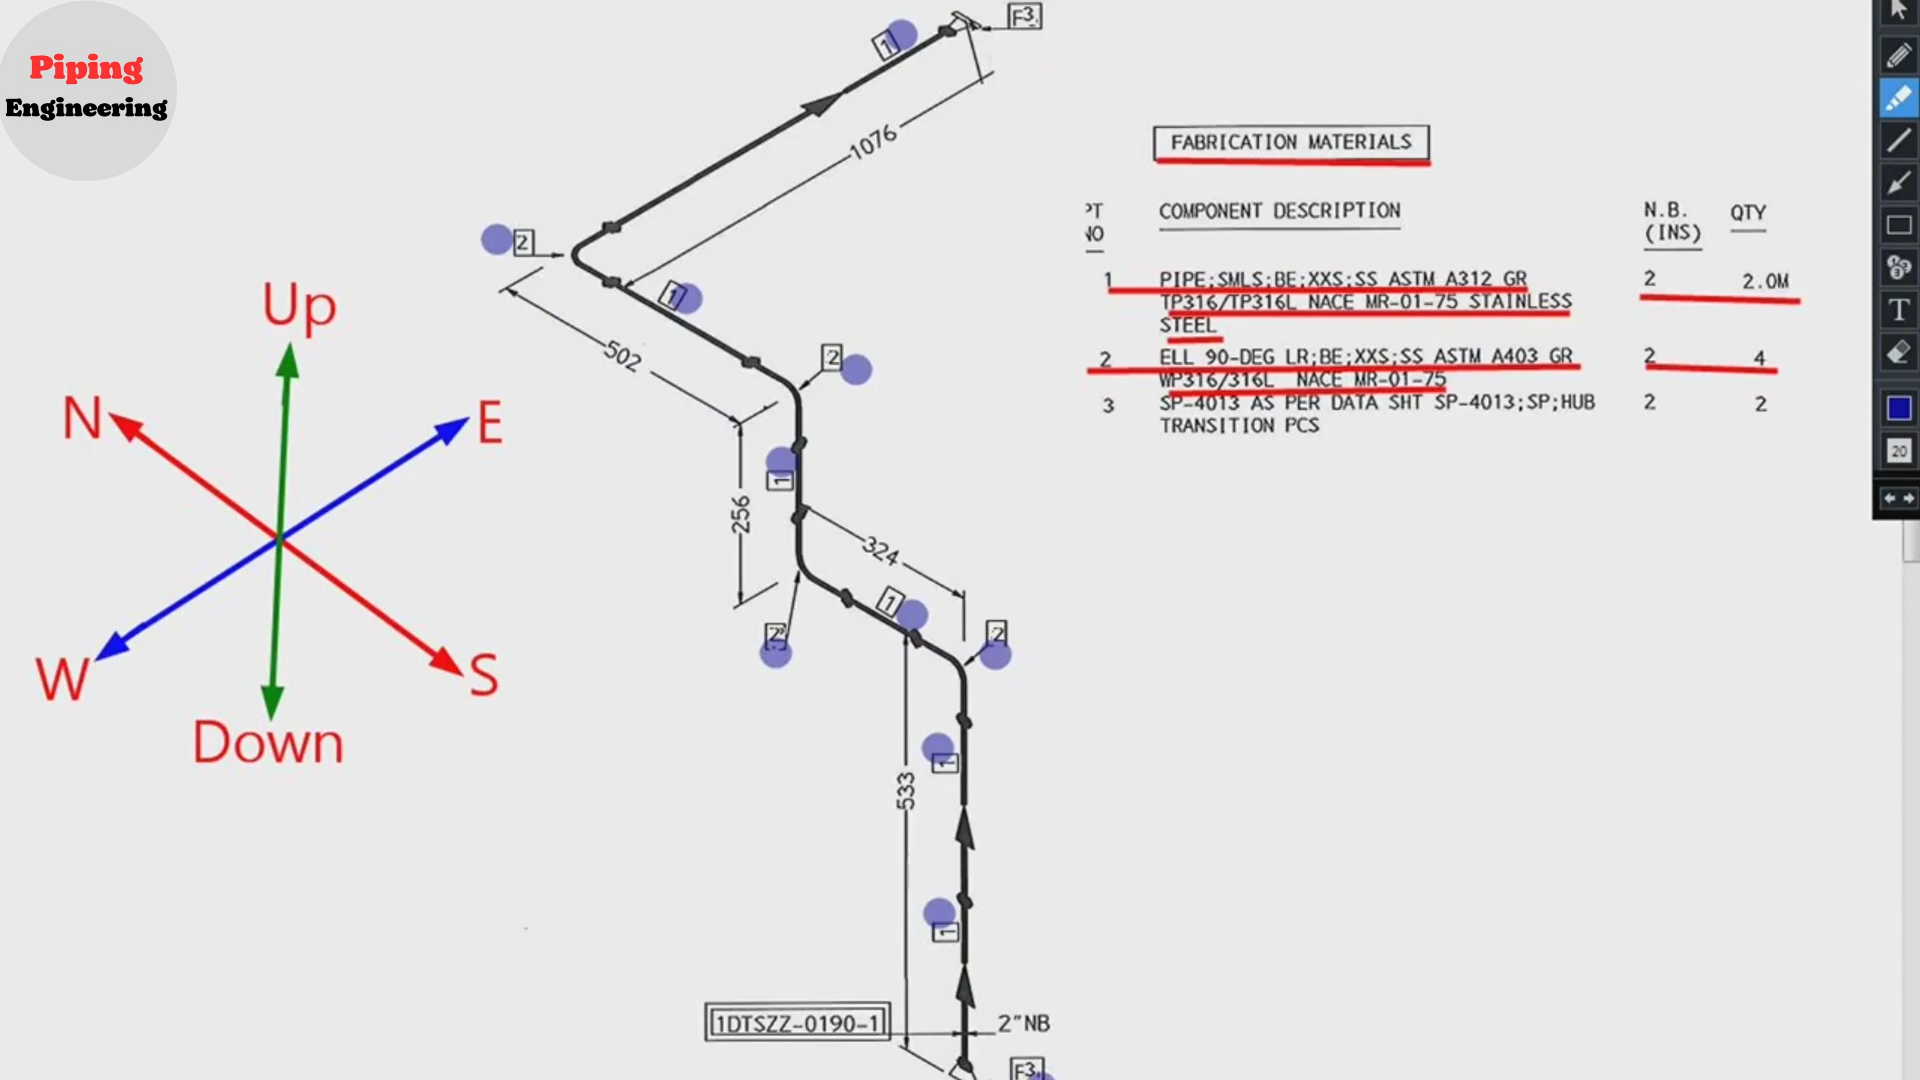 Piping
Engineering
F3
1
1076
2
1
502
2
1
256
324
1
2
2
1
533
1
1DTSZZ-0190-1
2"NB
F3
Up
N
E
W
S
Down
FABRICATION MATERIALS
PT COMPONENT DESCRIPTION N.B. QTY
NO (INS)
1 PIPE;SMLS;BE;XXS;SS ASTM A312 GR 2 2.0M
TP316/TP316L NACE MR-01-75 STAINLESS
STEEL
2 ELL 90-DEG LR;BE;XXS;SS ASTM A403 GR 2 4
WP316/316L NACE MR-01-75
3 SP-4013 AS PER DATA SHT SP-4013;SP;HUB 2 2
TRANSITION PCS
T
20